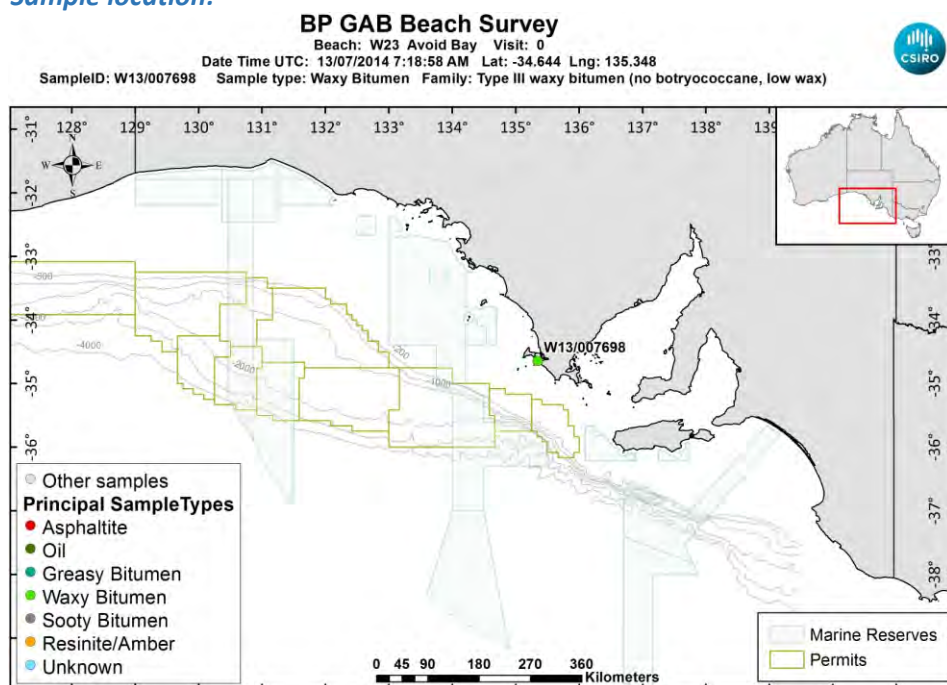 Sample location:
BP GAB Beach Survey
Beach: W23 Avoid Bay Visit: 0
Date Time UTC: 13/07/2014 7:18:58 AM Lat: -34.644 Lng: 135.348
SampleID: W13/007698 Sample type: Waxy Bitumen Family: Type III waxy bitumen (no botryococcane, low wax)
CSIRO
128° 129° 130° 131° 132° 133° 134° 135° 136° 137° 138° 139
-31°
-32°
-33°
-34°
-35°
-36°
-37°
-38°
N
W E
S
-31°
-32°
-33°
-34°
-35°
-36°
-37°
-38°
-4000
-2000
-200
-1000
W13/007698
Other samples
Principal SampleTypes
Asphaltite
Oil
Greasy Bitumen
Waxy Bitumen
Sooty Bitumen
Resinite/Amber
Unknown
0 45 90 180 270 360
Kilometers
Marine Reserves
Permits